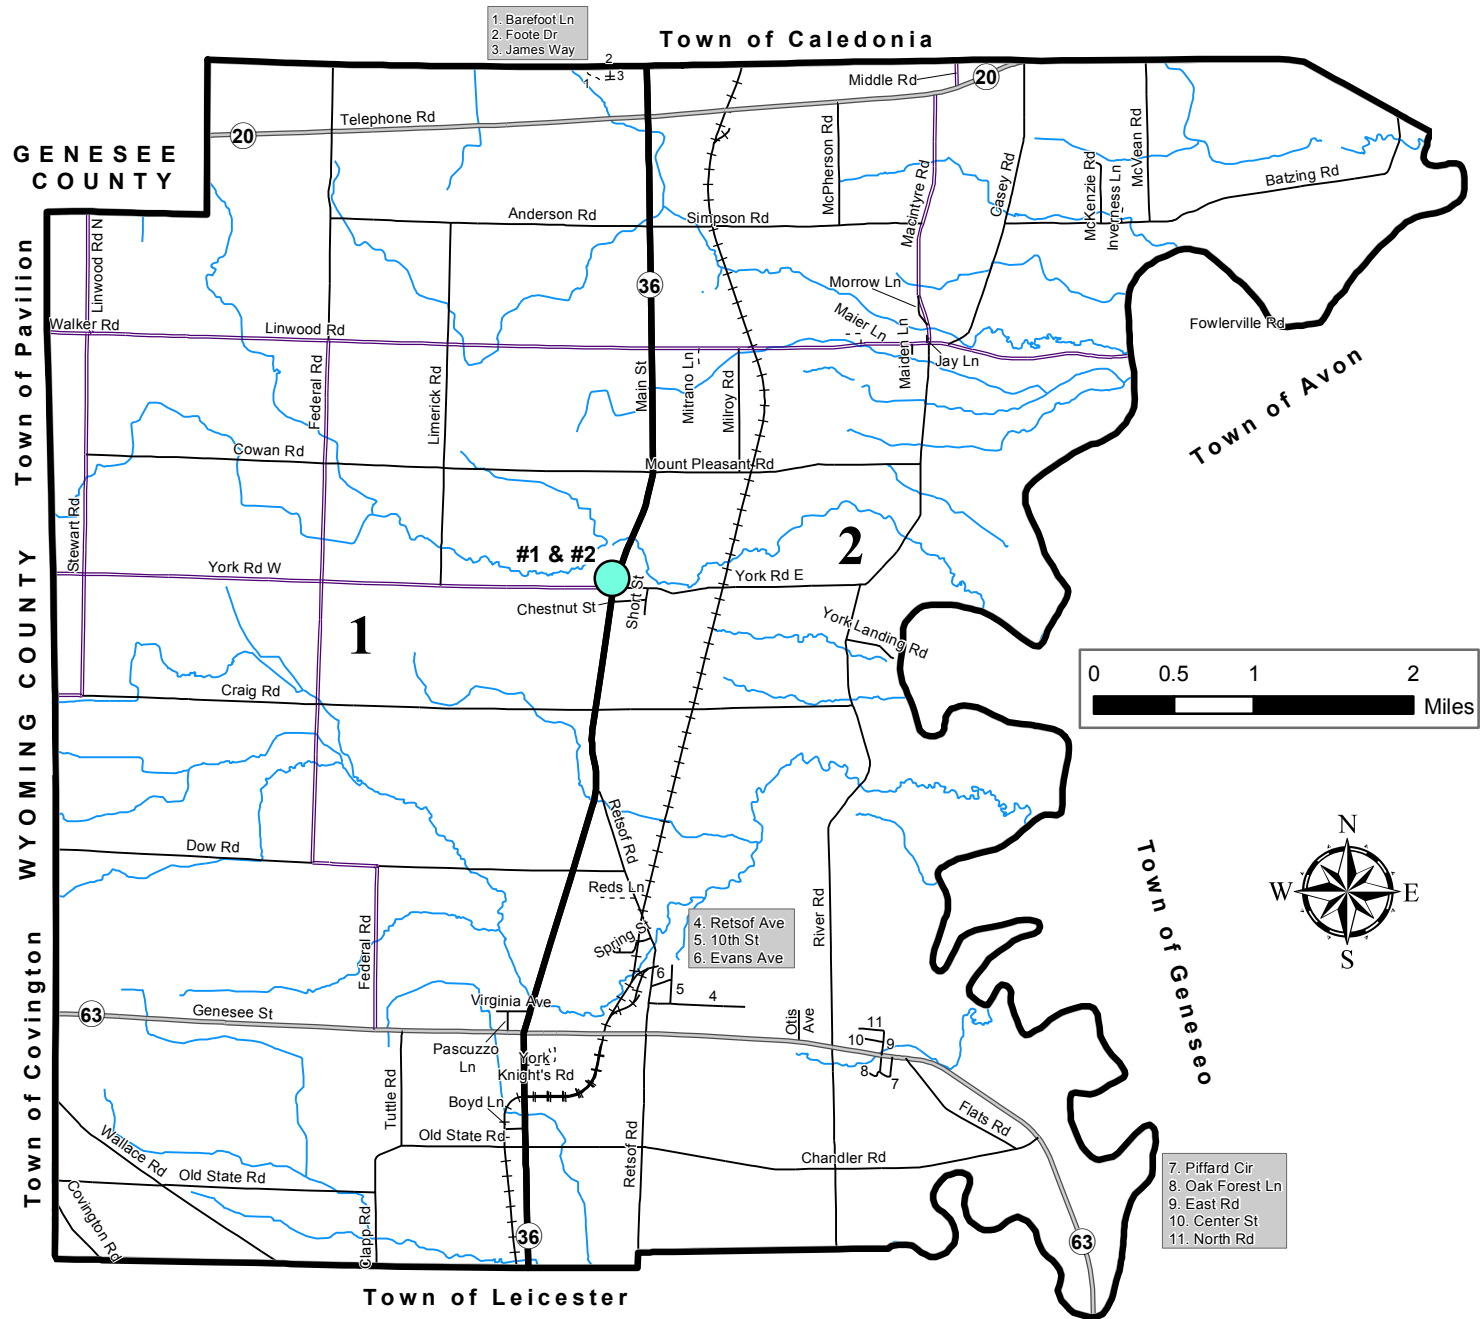 1. Barefoot Ln
2. Foote Dr
3. James Way
Town of Caledonia
2
1
3
Middle Rd
20
Telephone Rd
20
GENESEE
COUNTY
McPherson Rd
Macintyre Rd
Casey Rd
McKenzie Rd
Inverness Ln
McVean Rd
Batzing Rd
Anderson Rd
Simpson Rd
Linwood Rd N
Town of Pavilion
36
Morrow Ln
Maier Ln
Maiden Ln
Jay Ln
Fowlerville Rd
Walker Rd
Linwood Rd
Federal Rd
Limerick Rd
Main St
Mitrano Ln
Milroy Rd
Town of Avon
Cowan Rd
Mount Pleasant Rd
Stewart Rd
#1 & #2
2
York Rd W
York Rd E
Chestnut St
Short St
York Landing Rd
1
WYOMING COUNTY
Craig Rd
0
0.5
1
2
Miles
Retsof Rd
Dow Rd
Reds Ln
N
W
E
S
Town of Geneseo
River Rd
Spring St
4. Retsof Ave
5. 10th St
6. Evans Ave
6
5
4
Federal Rd
Town of Covington
63
Genesee St
Virginia Ave
Pascuzzo
Ln
York
Knight's Rd
Otis
Ave
11
10
9
8
7
Tuttle Rd
Boyd Ln
Old State Rd
Retsof Rd
Flats Rd
Chandler Rd
Wallace Rd
Old State Rd
Covington Rd
Clapp Rd
36
63
7. Piffard Cir
8. Oak Forest Ln
9. East Rd
10. Center St
11. North Rd
Town of Leicester